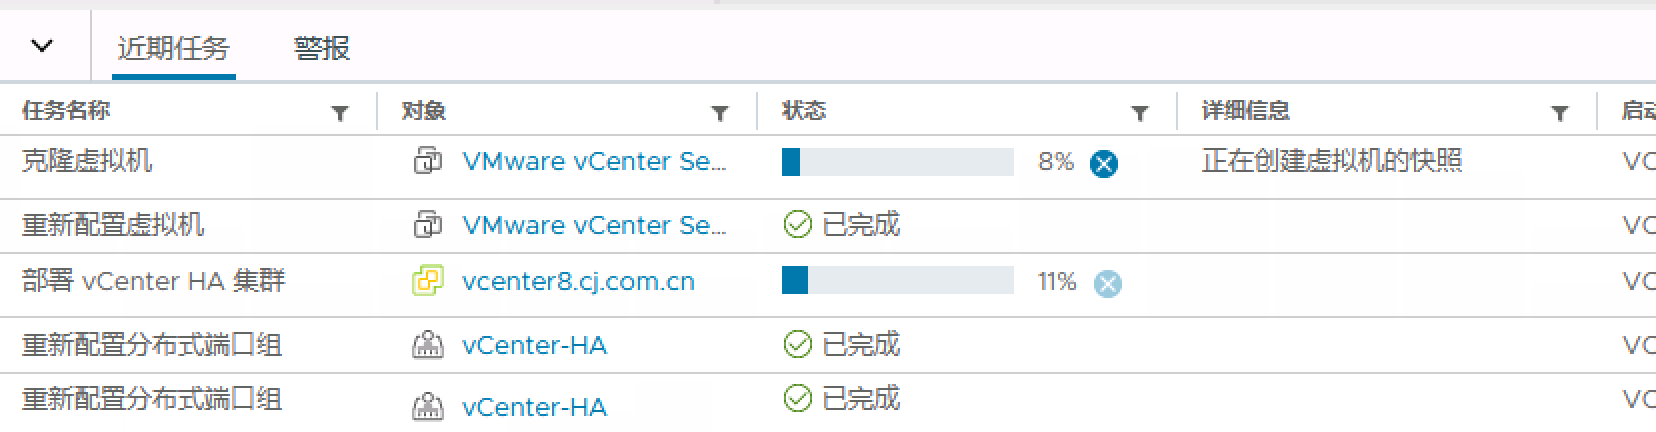 近期任务 警报
任务名称 对象 状态 详细信息 启动
克隆虚拟机 VMware vCenter Se... 8% 正在创建虚拟机的快照 VC
重新配置虚拟机 VMware vCenter Se... 已完成 VC
部署 vCenter HA 集群 vcenter8.cj.com.cn 11% VC
重新配置分布式端口组 vCenter-HA 已完成 VC
重新配置分布式端口组 vCenter-HA 已完成 VC